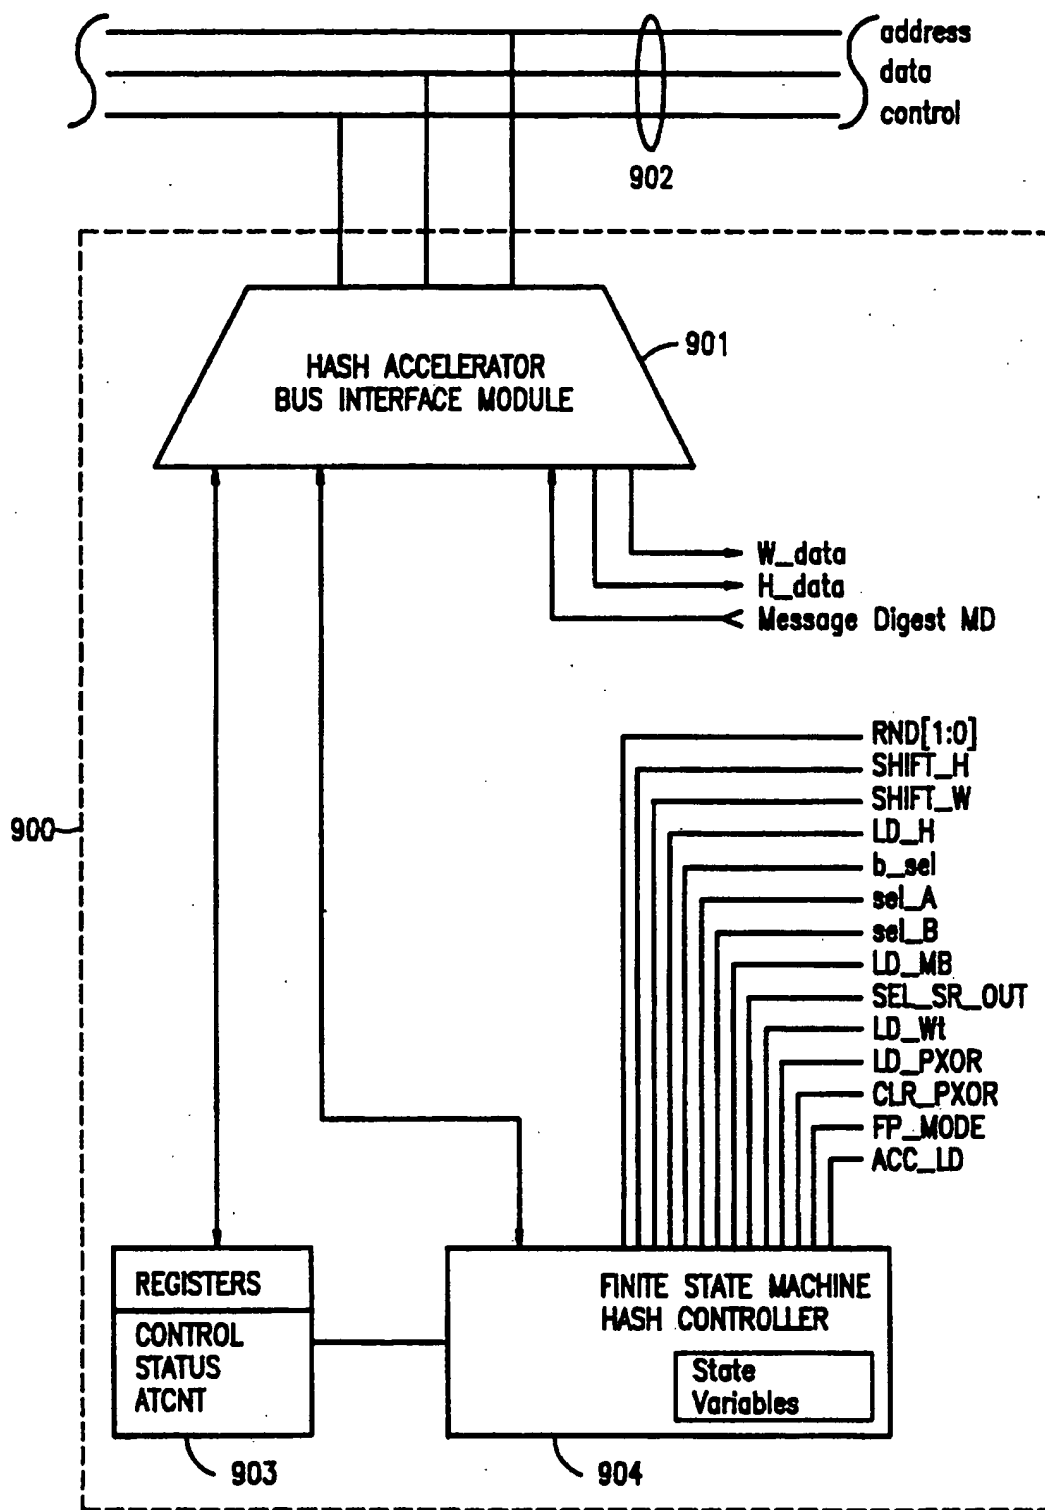 address
data
control
902
901
HASH ACCELERATOR
BUS INTERFACE MODULE
W_data
H_data
Message Digest MD
RND[1:0]
SHIFT_H
SHIFT_W
900
LD_H
b_sel
sel_A
sel_B
LD_MB
SEL_SR_OUT
LD_Wt
LD_PXOR
CLR_PXOR
FP_MODE
ACC_LD
REGISTERS
CONTROL
STATUS
ATCNT
FINITE STATE MACHINE
HASH CONTROLLER
State
Variables
903
904